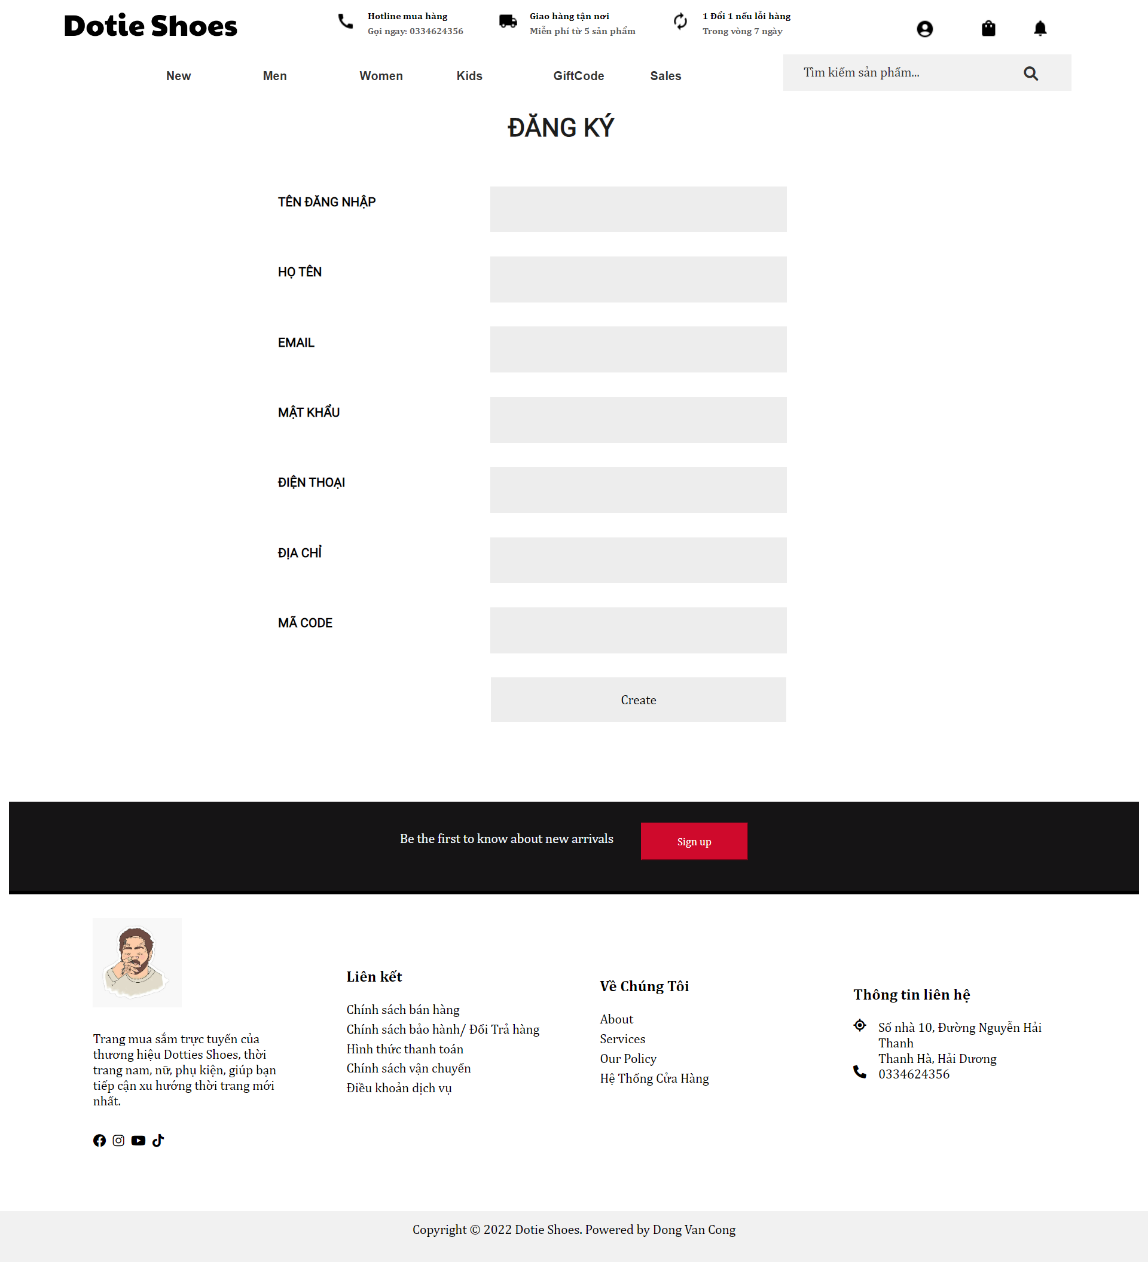 Dotie Shoes
Hotline mua hàng
Gọi ngay: 0334624356
Giao hàng tận nơi
Miễn phí từ 5 sản phẩm
1 Đổi 1 nếu lỗi hàng
Trong vòng 7 ngày
New
Men
Women
Kids
GiftCode
Sales
Tìm kiếm sản phẩm...
ĐĂNG KÝ
TÊN ĐĂNG NHẬP
HỌ TÊN
EMAIL
MẬT KHẨU
ĐIỆN THOẠI
ĐỊA CHỈ
MÃ CODE
Create
Be the first to know about new arrivals
Sign up
Trang mua sắm trực tuyến của
thương hiệu Dotties Shoes, thời
trang nam, nữ, phụ kiện, giúp bạn
tiếp cận xu hướng thời trang mới
nhất.
Liên kết
Chính sách bán hàng
Chính sách bảo hành/ Đổi Trả hàng
Hình thức thanh toán
Chính sách vận chuyển
Điều khoản dịch vụ
Về Chúng Tôi
About
Services
Our Policy
Hệ Thống Cửa Hàng
Thông tin liên hệ
Số nhà 10, Đường Nguyễn Hải
Thanh
Thanh Hà, Hải Dương
0334624356
Copyright © 2022 Dotie Shoes. Powered by Dong Van Cong